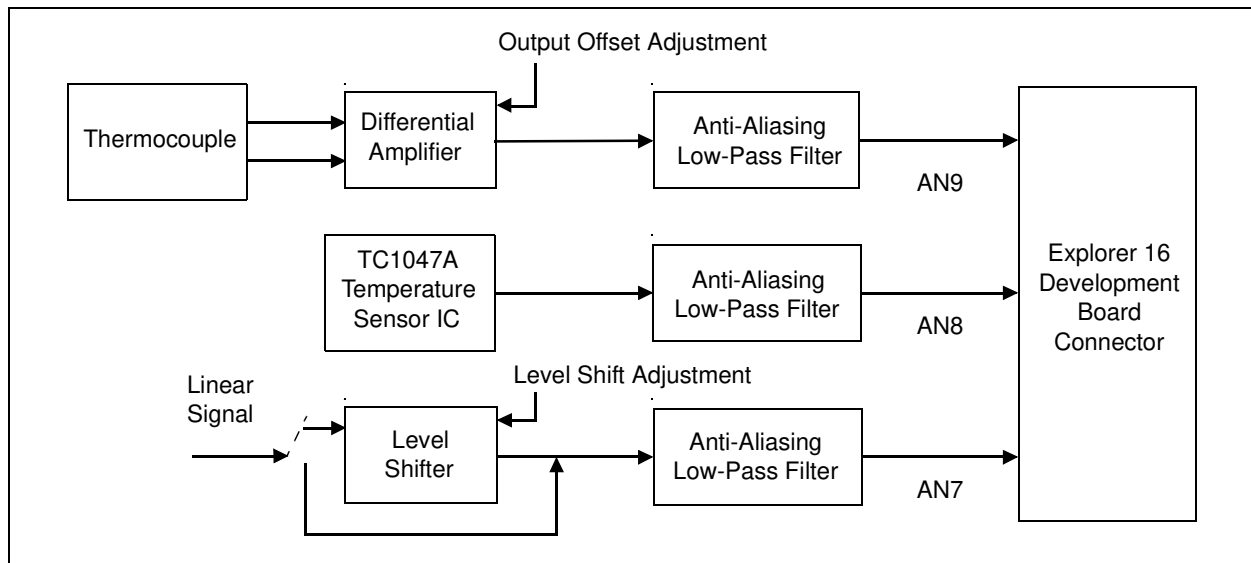 Output Offset Adjustment
Thermocouple
Differential
Amplifier
Anti-Aliasing
Low-Pass Filter
AN9
TC1047A
Temperature
Sensor IC
Anti-Aliasing
Low-Pass Filter
AN8
Explorer 16
Development
Board
Connector
Linear
Signal
Level Shift Adjustment
Level
Shifter
Anti-Aliasing
Low-Pass Filter
AN7